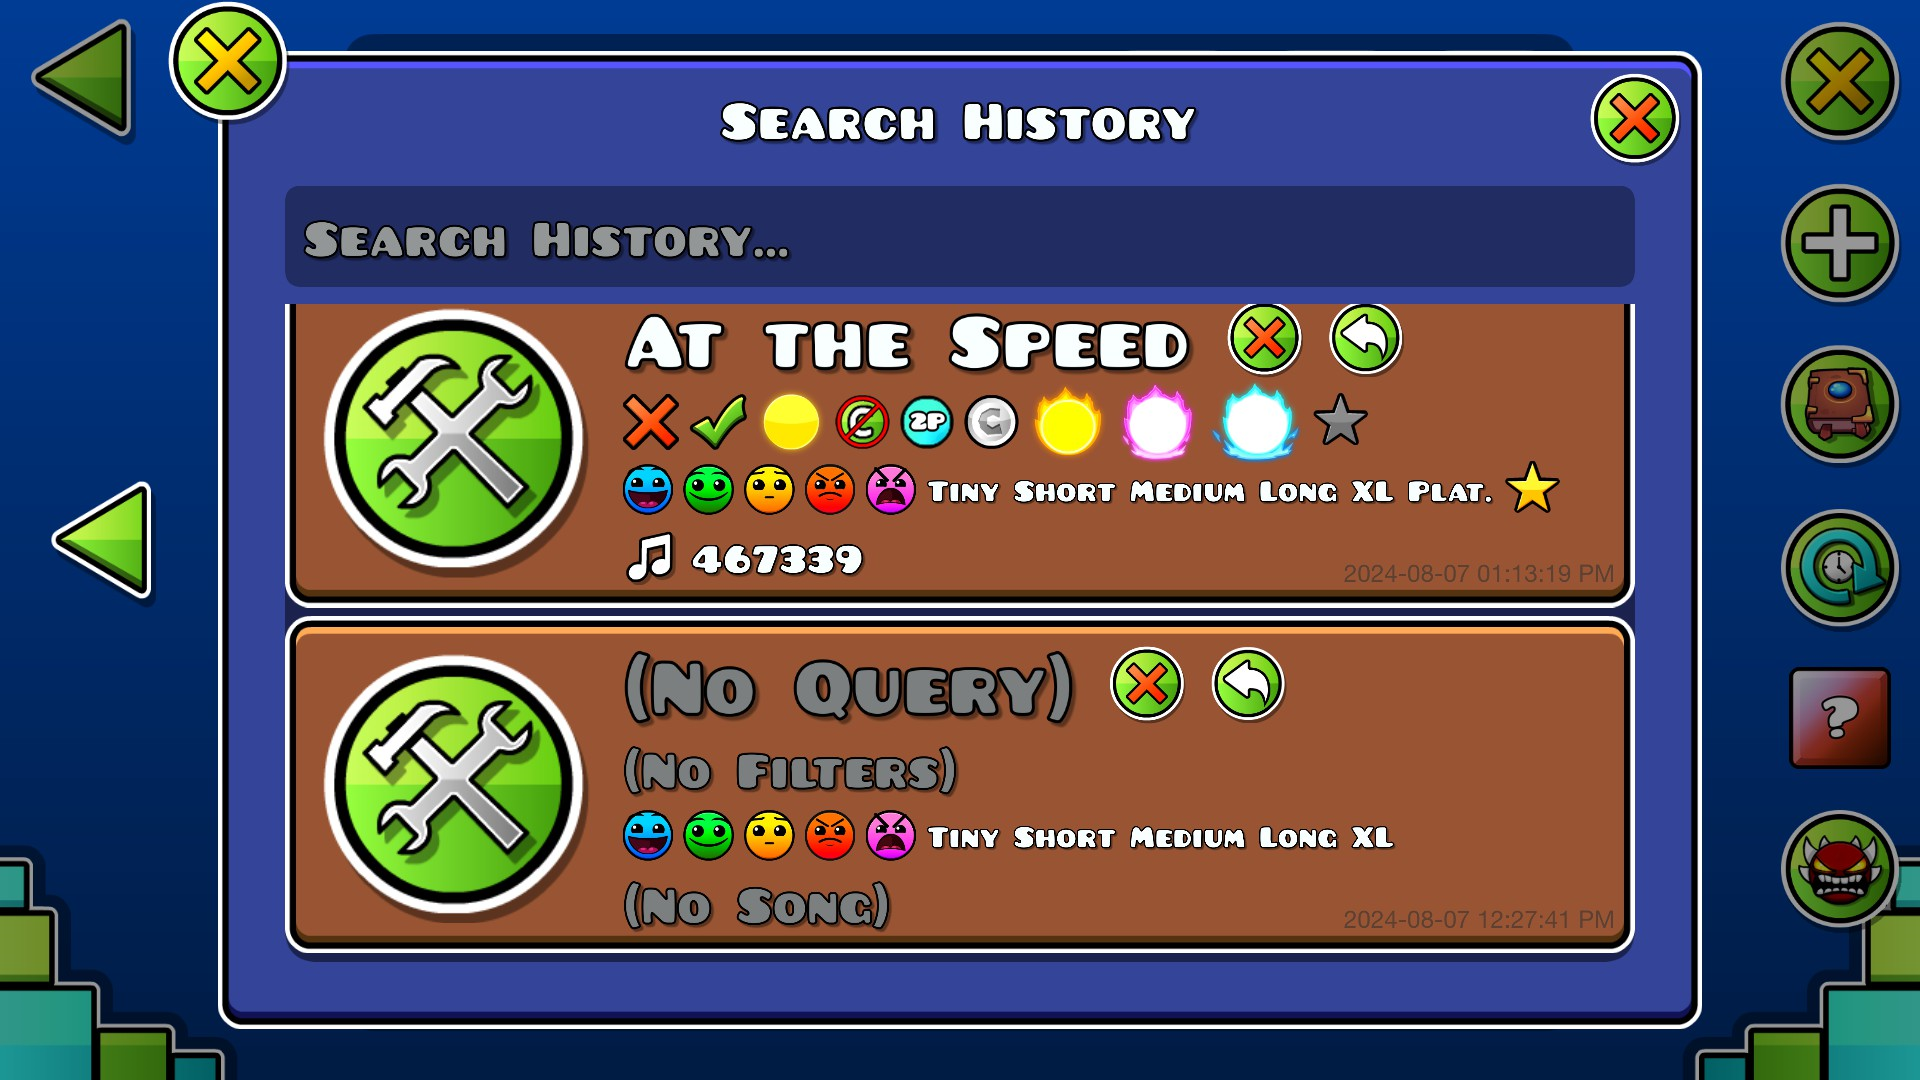 Search History
Search History...
At the Speed
2P
Tiny Short Medium Long XL Plat.
467339
2024-08-07 01:13:19 PM
(No Query)
(No Filters)
Tiny Short Medium Long XL
(No Song)
2024-08-07 12:27:41 PM
?